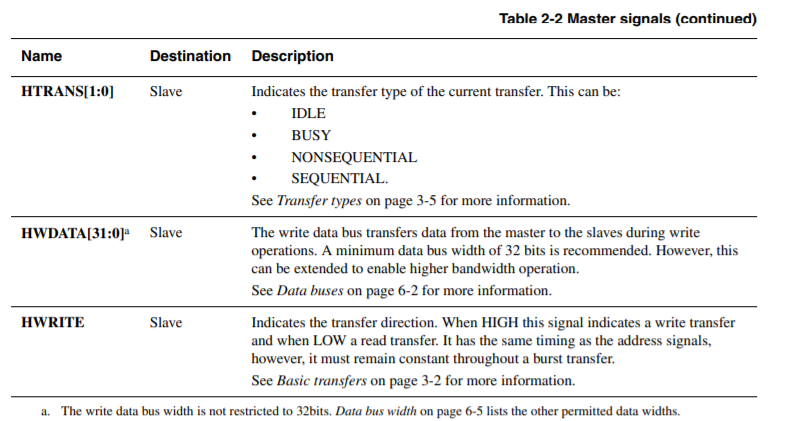 Table 2-2 Master signals (continued)
Name Destination Description
HTRANS[1:0] Slave Indicates the transfer type of the current transfer. This can be:
• IDLE
• BUSY
• NONSEQUENTIAL
• SEQUENTIAL.
See Transfer types on page 3-5 for more information.
HWDATA[31:0]a Slave The write data bus transfers data from the master to the slaves during write
operations. A minimum data bus width of 32 bits is recommended. However, this
can be extended to enable higher bandwidth operation.
See Data buses on page 6-2 for more information.
HWRITE Slave Indicates the transfer direction. When HIGH this signal indicates a write transfer
and when LOW a read transfer. It has the same timing as the address signals,
however, it must remain constant throughout a burst transfer.
See Basic transfers on page 3-2 for more information.
a. The write data bus width is not restricted to 32bits. Data bus width on page 6-5 lists the other permitted data widths.